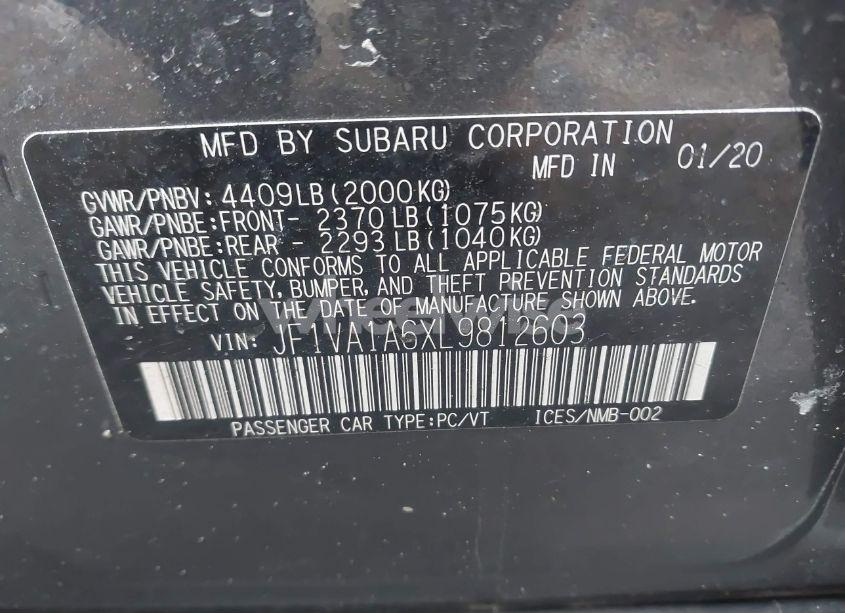 MFD BY SUBARU CORPORATION
MFD IN 01/20
GVWR/PNBV: 4409LB(2000KG)
GAWR/PNBE:FRONT- 2370LB(1075KG)
GAWR/PNBE:REAR - 2293LB(1040KG)
THIS VEHICLE CONFORMS TO ALL APPLICABLE FEDERAL MOTOR
VEHICLE SAFETY, BUMPER, AND THEFT PREVENTION STANDARDS
IN EFFECT ON THE DATE OF MANUFACTURE SHOWN ABOVE.
VIN: JF1VA1A6XL9812603
PASSENGER CAR TYPE:PC/VT ICES/NMB-002